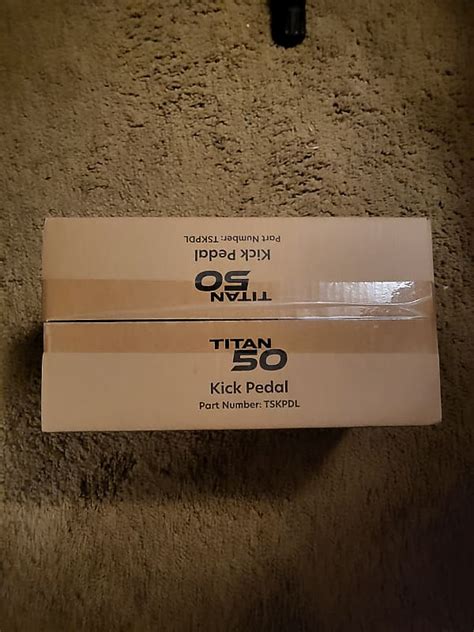 Part Number: TSKPDL
Kick Pedal
TITAN
50
TITAN
50
Kick Pedal
Part Number: TSKPDL